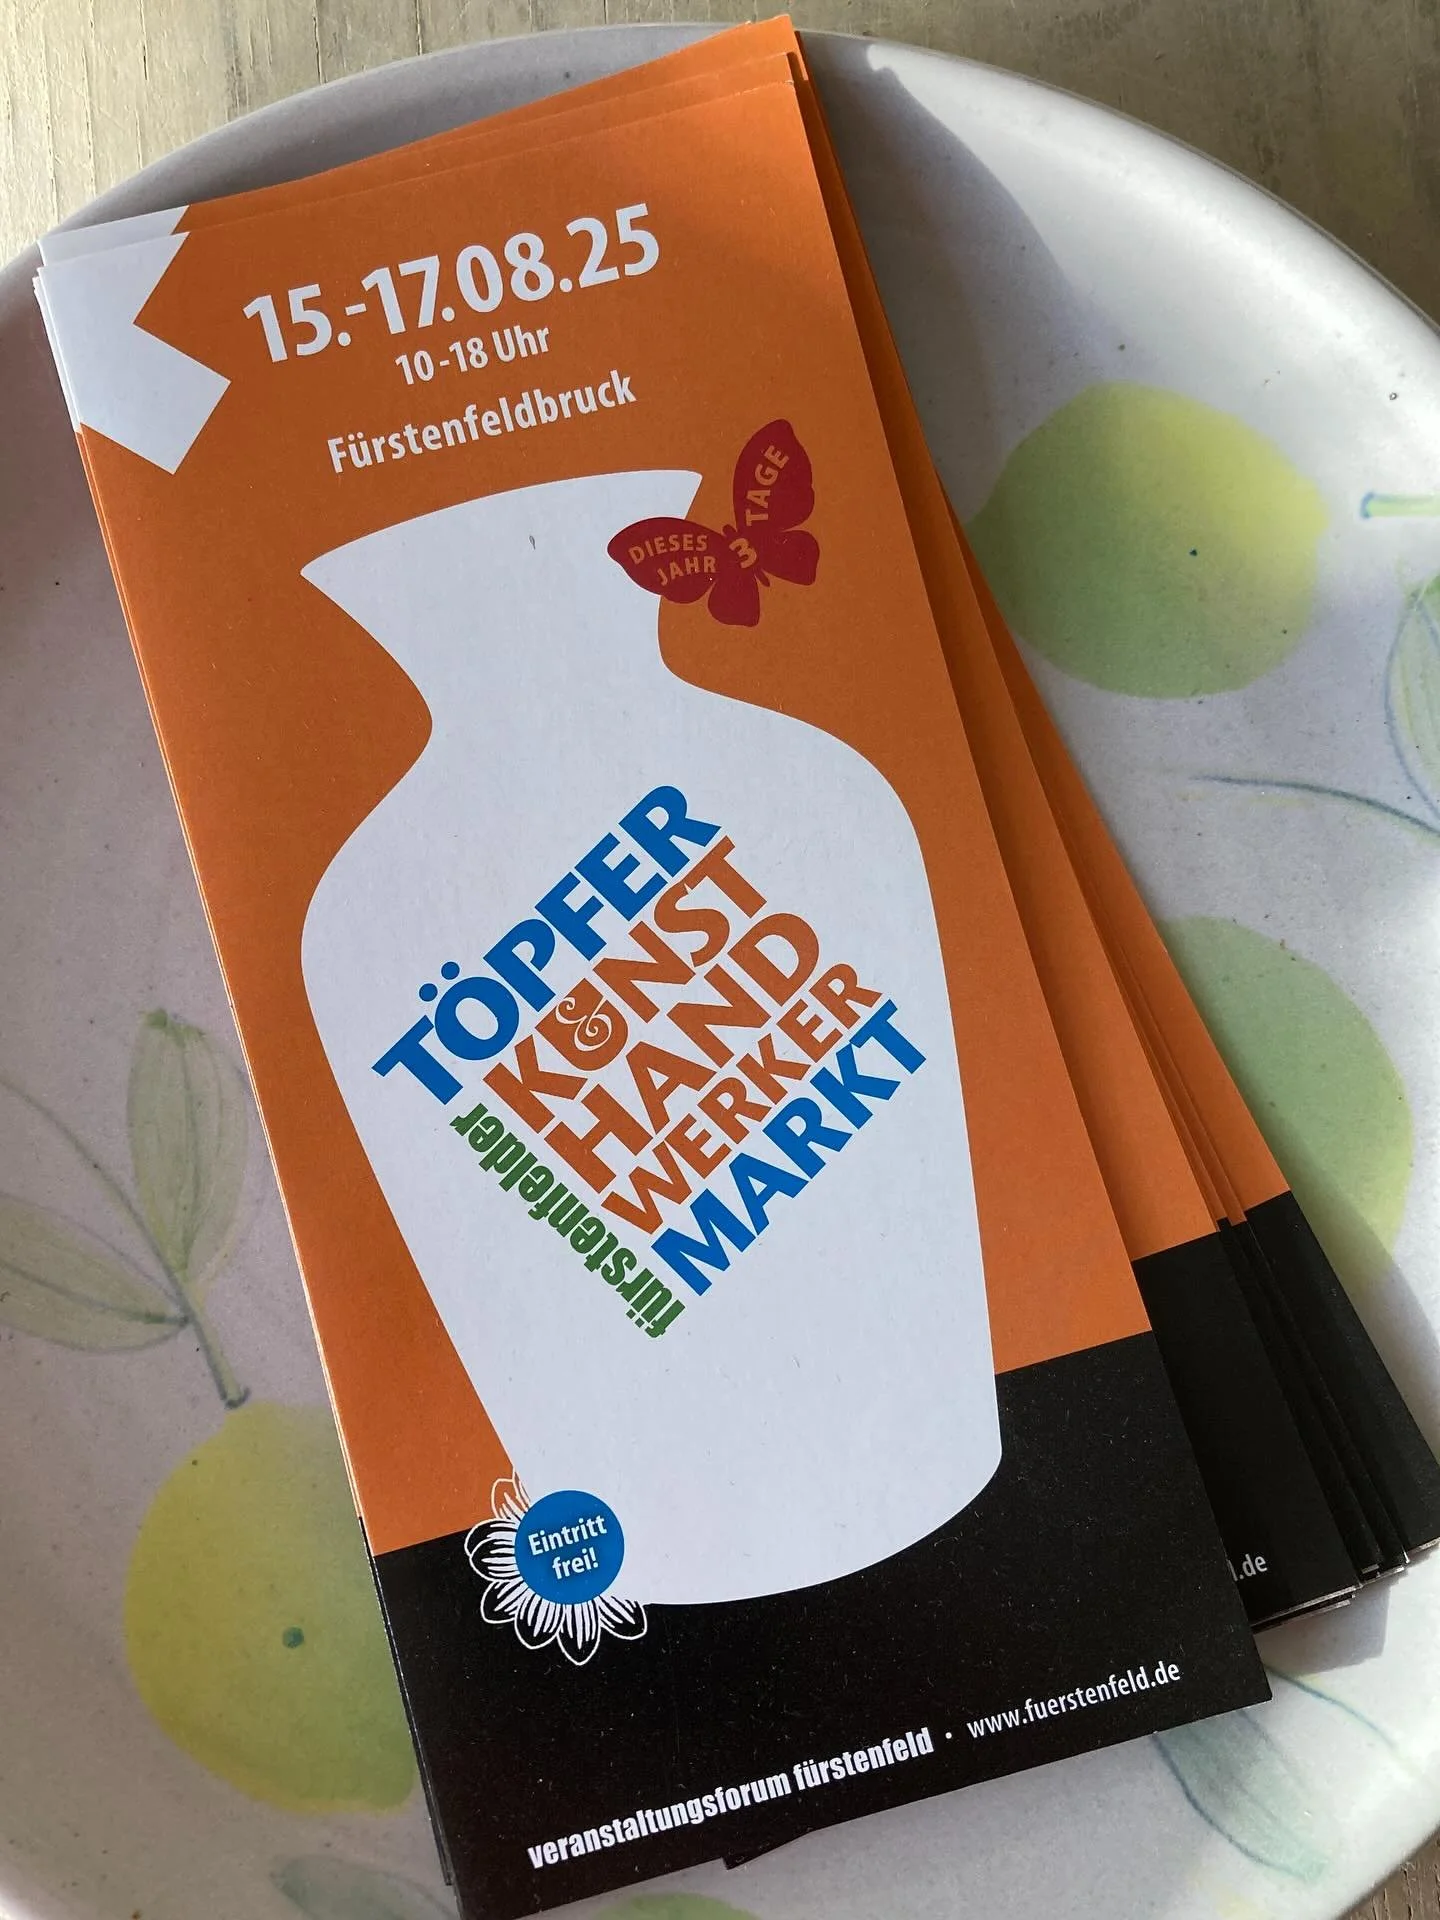 15.-17.08.25
10-18 Uhr
Fürstenfeldbruck
DIESES
JAHR
3
TAGE
TÖPFER
&
KUNST
HAND
WERKER
MARKT
fürstenfelder
Eintritt
frei!
veranstaltungsforum fürstenfeld · www.fuerstenfeld.de
d.de